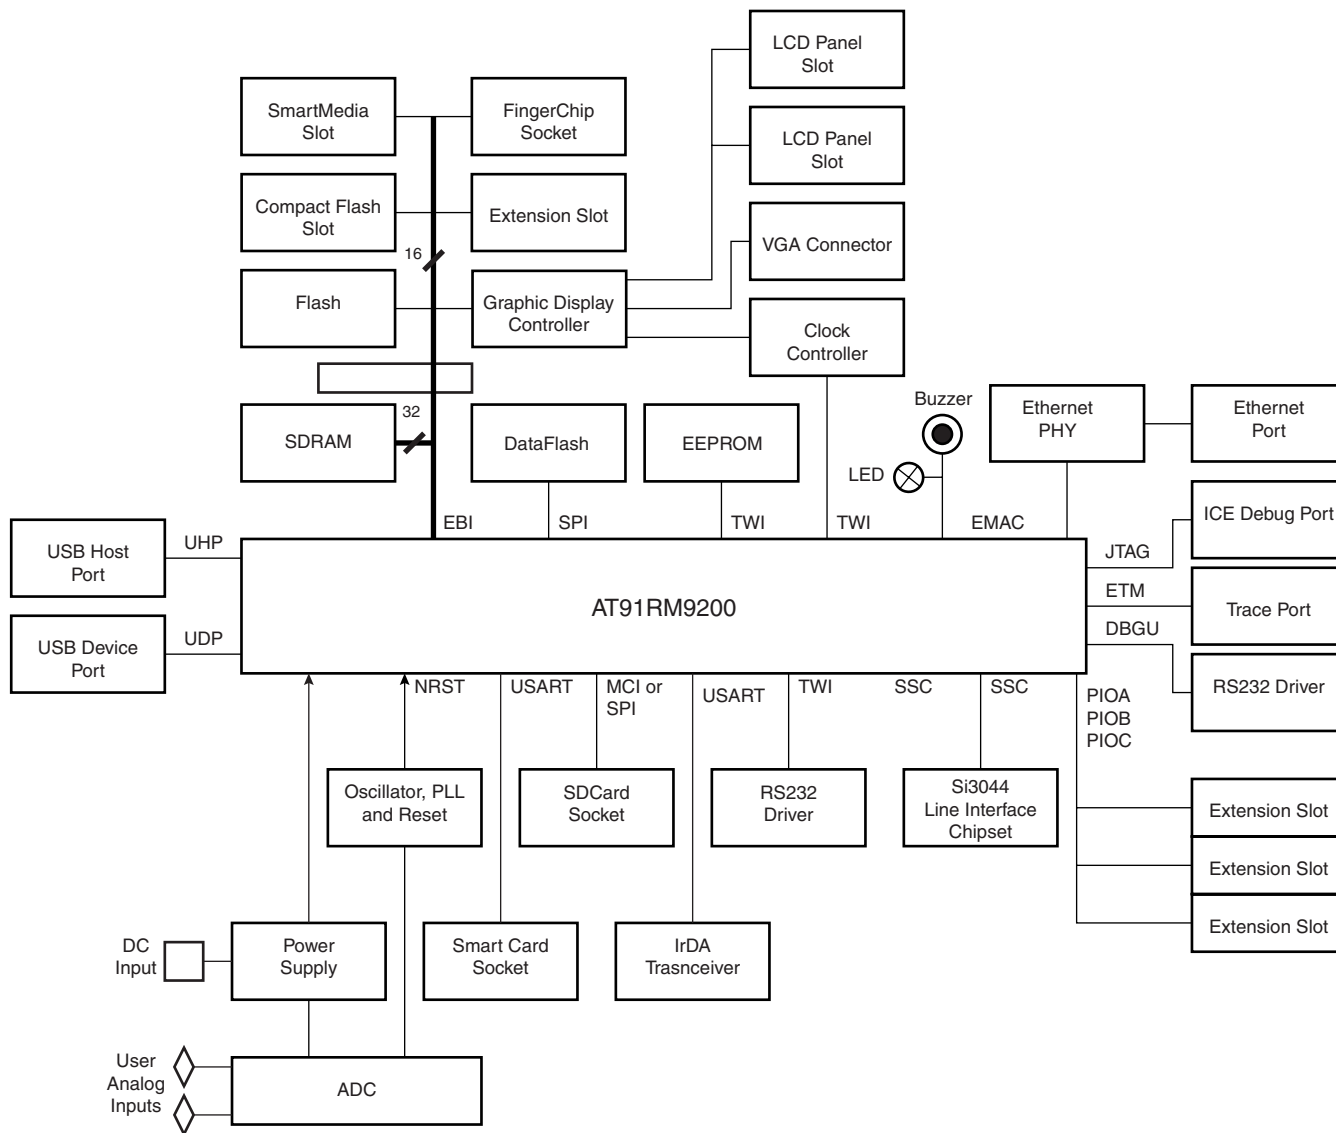 LCD Panel
Slot
SmartMedia
Slot
FingerChip
Socket
LCD Panel
Slot
Compact Flash
Slot
Extension Slot
VGA Connector
16
Flash
Graphic Display
Controller
Clock
Controller
SDRAM
32
DataFlash
EEPROM
Buzzer
LED
Ethernet
PHY
Ethernet
Port
EBI
SPI
TWI
TWI
EMAC
ICE Debug Port
USB Host
Port
UHP
JTAG
AT91RM9200
ETM
Trace Port
USB Device
Port
UDP
DBGU
RS232 Driver
NRST
USART
MCI or
SPI
USART
TWI
SSC
SSC
PIOA
PIOB
PIOC
Oscillator, PLL
and Reset
SDCard
Socket
RS232
Driver
Si3044
Line Interface
Chipset
Extension Slot
Extension Slot
Extension Slot
DC
Input
Power
Supply
Smart Card
Socket
IrDA
Trasnceiver
User
Analog
Inputs
ADC